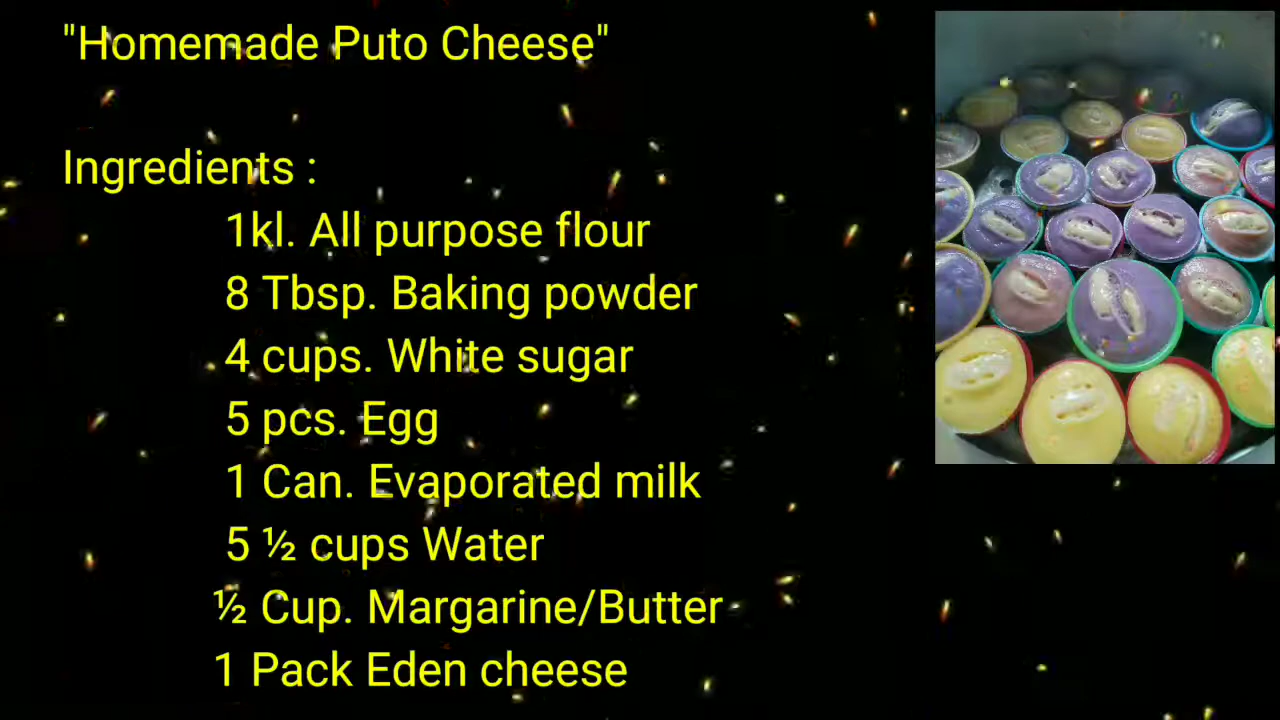 "Homemade Puto Cheese"
Ingredients :
1kl. All purpose flour
8 Tbsp. Baking powder
4 cups. White sugar
5 pcs. Egg
1 Can. Evaporated milk
5 ½ cups Water
½ Cup. Margarine/Butter
1 Pack Eden cheese